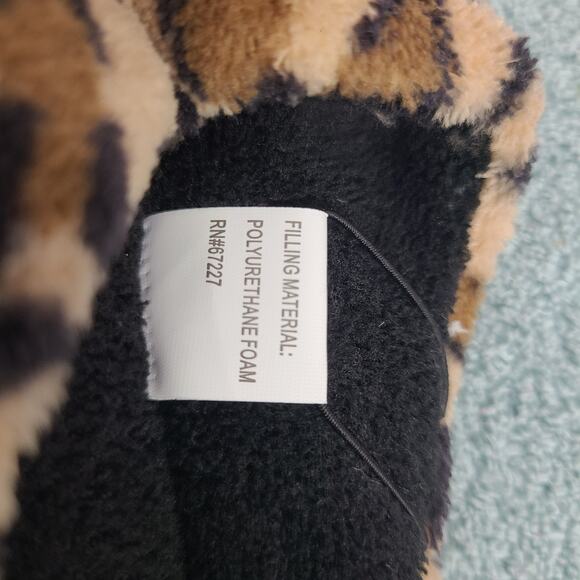 FILLING MATERIAL:
POLYURETHANE FOAM
RN#67227